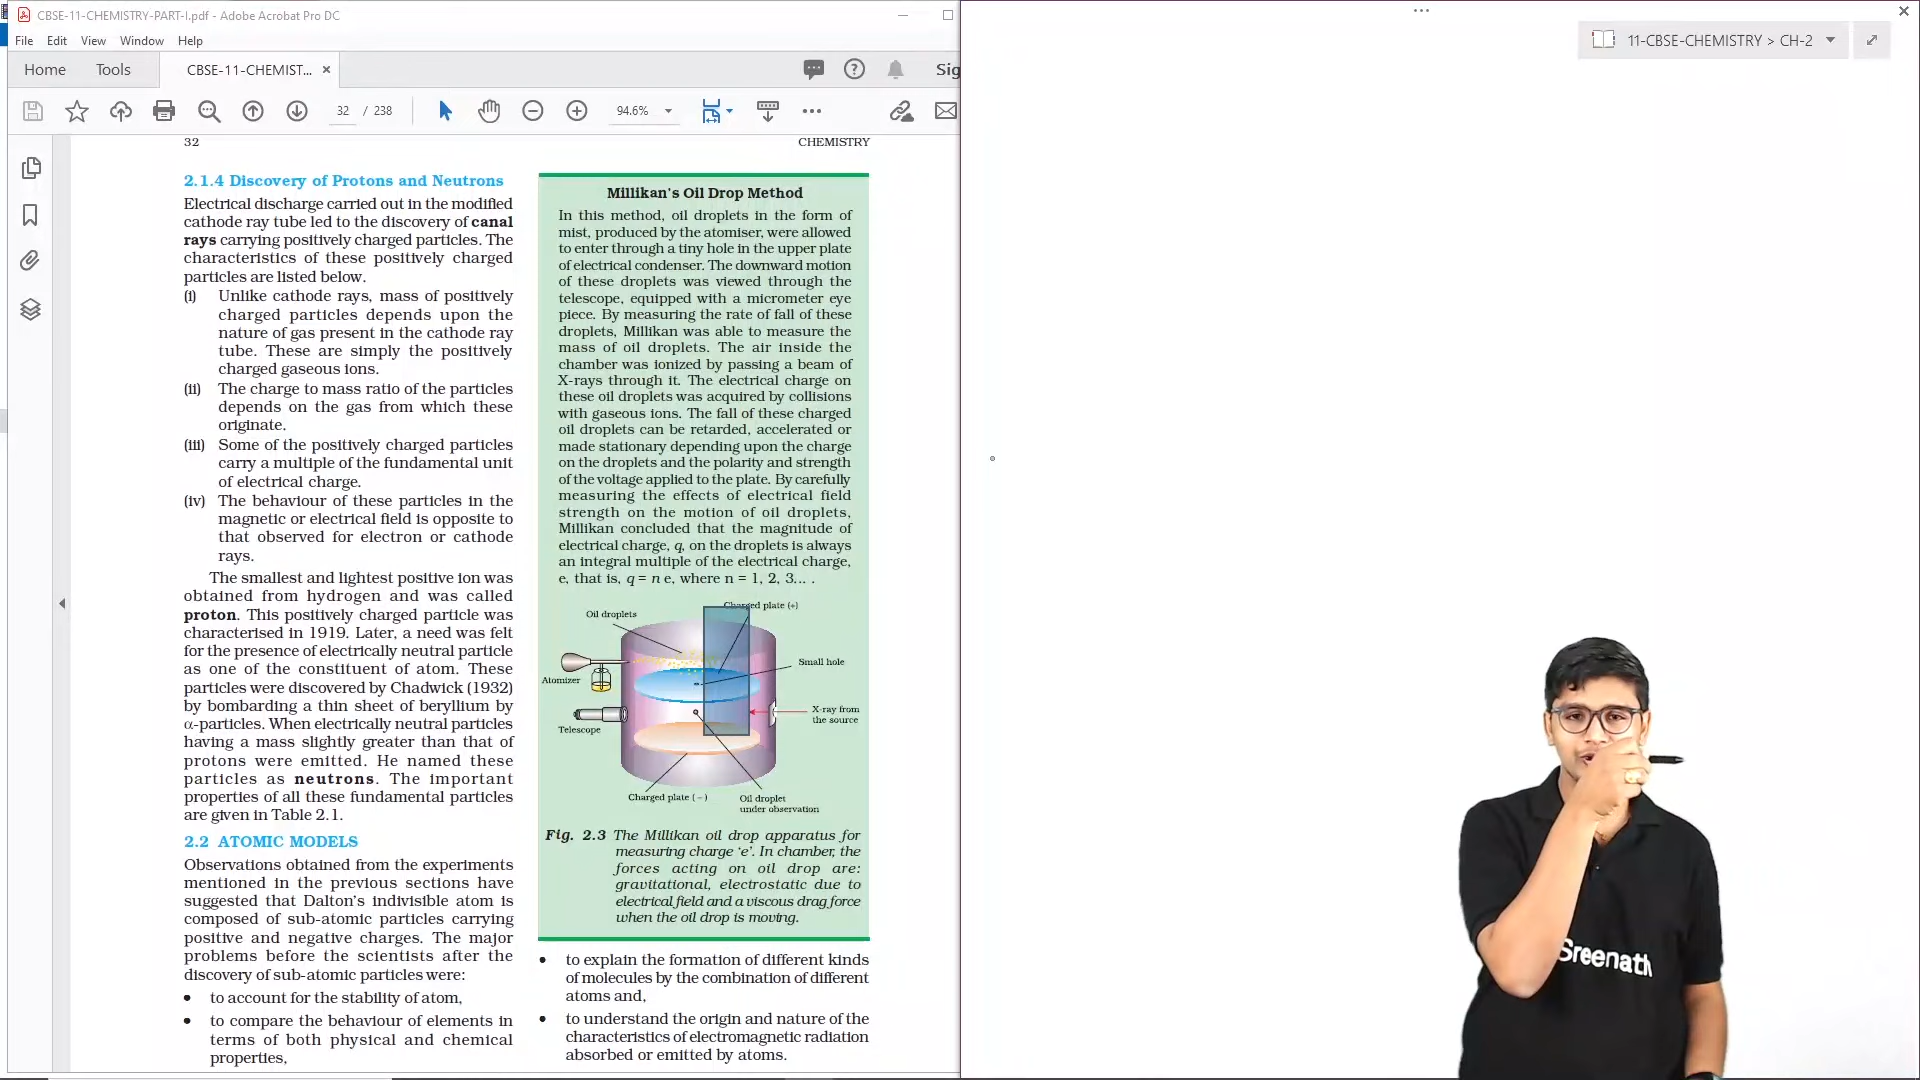 CBSE-11-CHEMISTRY-PART-I.pdf - Adobe Acrobat Pro DC
File Edit View Window Help
Home Tools CBSE-11-CHEMIST... ×
32 / 238
94.6%
11-CBSE-CHEMISTRY > CH-2
32
CHEMISTRY
2.1.4 Discovery of Protons and Neutrons
Electrical discharge carried out in the modified
cathode ray tube led to the discovery of canal
rays carrying positively charged particles. The
characteristics of these positively charged
particles are listed below.
(i) Unlike cathode rays, mass of positively
charged particles depends upon the
nature of gas present in the cathode ray
tube. These are simply the positively
charged gaseous ions.
(ii) The charge to mass ratio of the particles
depends on the gas from which these
originate.
(iii) Some of the positively charged particles
carry a multiple of the fundamental unit
of electrical charge.
(iv) The behaviour of these particles in the
magnetic or electrical field is opposite to
that observed for electron or cathode
rays.
The smallest and lightest positive ion was
obtained from hydrogen and was called
proton. This positively charged particle was
characterised in 1919. Later, a need was felt
for the presence of electrically neutral particle
as one of the constituent of atom. These
particles were discovered by Chadwick (1932)
by bombarding a thin sheet of beryllium by
α-particles. When electrically neutral particles
having a mass slightly greater than that of
protons were emitted. He named these
particles as neutrons. The important
properties of all these fundamental particles
are given in Table 2.1.
2.2 ATOMIC MODELS
Observations obtained from the experiments
mentioned in the previous sections have
suggested that Dalton's indivisible atom is
composed of sub-atomic particles carrying
positive and negative charges. The major
problems before the scientists after the
discovery of sub-atomic particles were:
• to account for the stability of atom,
• to compare the behaviour of elements in
terms of both physical and chemical
properties,
Millikan's Oil Drop Method
In this method, oil droplets in the form of
mist, produced by the atomiser, were allowed
to enter through a tiny hole in the upper plate
of electrical condenser. The downward motion
of these droplets was viewed through the
telescope, equipped with a micrometer eye
piece. By measuring the rate of fall of these
droplets, Millikan was able to measure the
mass of oil droplets. The air inside the
chamber was ionized by passing a beam of
X-rays through it. The electrical charge on
these oil droplets was acquired by collisions
with gaseous ions. The fall of these charged
oil droplets can be retarded, accelerated or
made stationary depending upon the charge
on the droplets and the polarity and strength
of the voltage applied to the plate. By carefully
measuring the effects of electrical field
strength on the motion of oil droplets,
Millikan concluded that the magnitude of
electrical charge, q, on the droplets is always
an integral multiple of the electrical charge,
e, that is, q = n e, where n = 1, 2, 3... .
Charged plate (+)
Oil droplets
Small hole
Atomizer
X-ray from
the source
Telescope
Charged plate (−)
Oil droplet
under observation
Fig. 2.3 The Millikan oil drop apparatus for
measuring charge 'e'. In chamber, the
forces acting on oil drop are:
gravitational, electrostatic due to
electrical field and a viscous drag force
when the oil drop is moving.
• to explain the formation of different kinds
of molecules by the combination of different
atoms and,
• to understand the origin and nature of the
characteristics of electromagnetic radiation
absorbed or emitted by atoms.
Sreenath